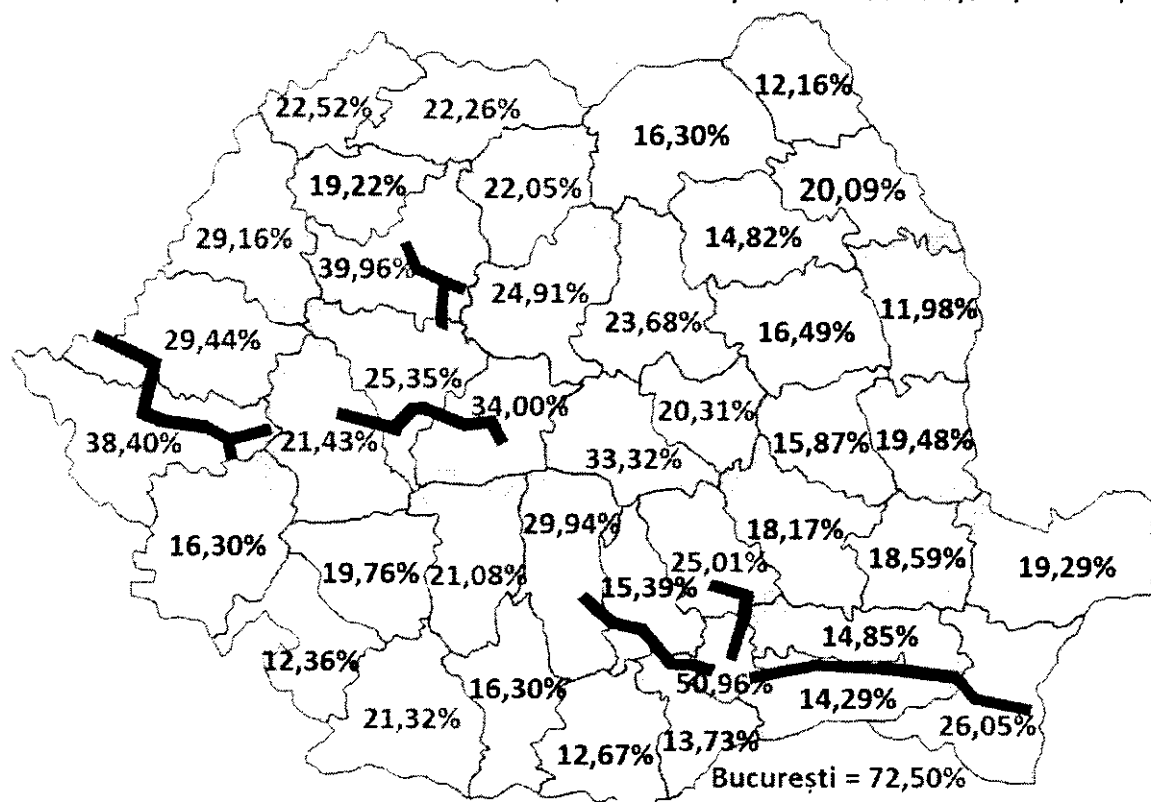 12,16%
22,52% 22,26%
16,30%
19,22% 22,05%
20,09%
29,16% 14,82%
39,96% 24,91%
23,68% 16,49% 11,98%
29,44%
25,35% 34,00% 20,31%
38,40% 21,43% 15,87% 19,48%
33,32%
29,94% 18,17%
16,30% 18,59%
19,76% 21,08% 25,01% 19,29%
15,39%
14,85%
12,36% 16,30% 50,96% 14,29%
21,32% 26,05%
12,67% 13,73%
București = 72,50%